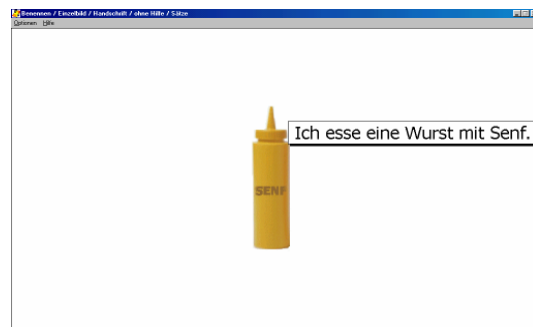 Benennen / Einzelbild / Handschrift / ohne Hilfe / Sätze
Optionen Hilfe
Ich esse eine Wurst mit Senf.
SENF